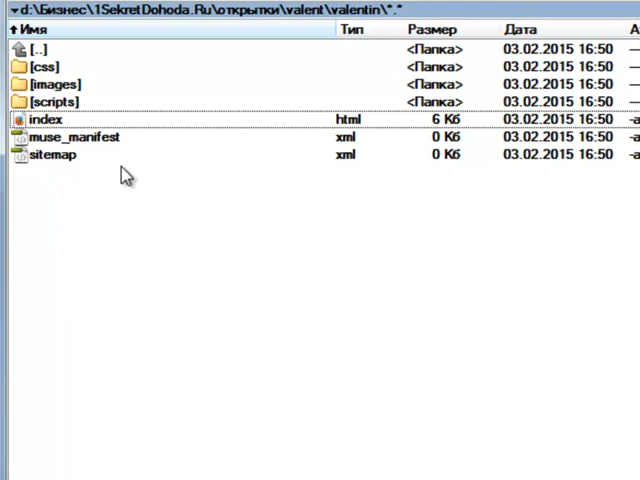 d:\Бизнес\1SekretDohoda.Ru\открытки\valent\valentin\*.*
Имя Тип Размер Дата
[..] <Папка> 03.02.2015 16:50 —
[css] <Папка> 03.02.2015 16:50 —
[images] <Папка> 03.02.2015 16:50 —
[scripts] <Папка> 03.02.2015 16:50 —
index html 6 Кб 03.02.2015 16:50 -a
muse_manifest xml 0 Кб 03.02.2015 16:50 -a
sitemap xml 0 Кб 03.02.2015 16:50 -a